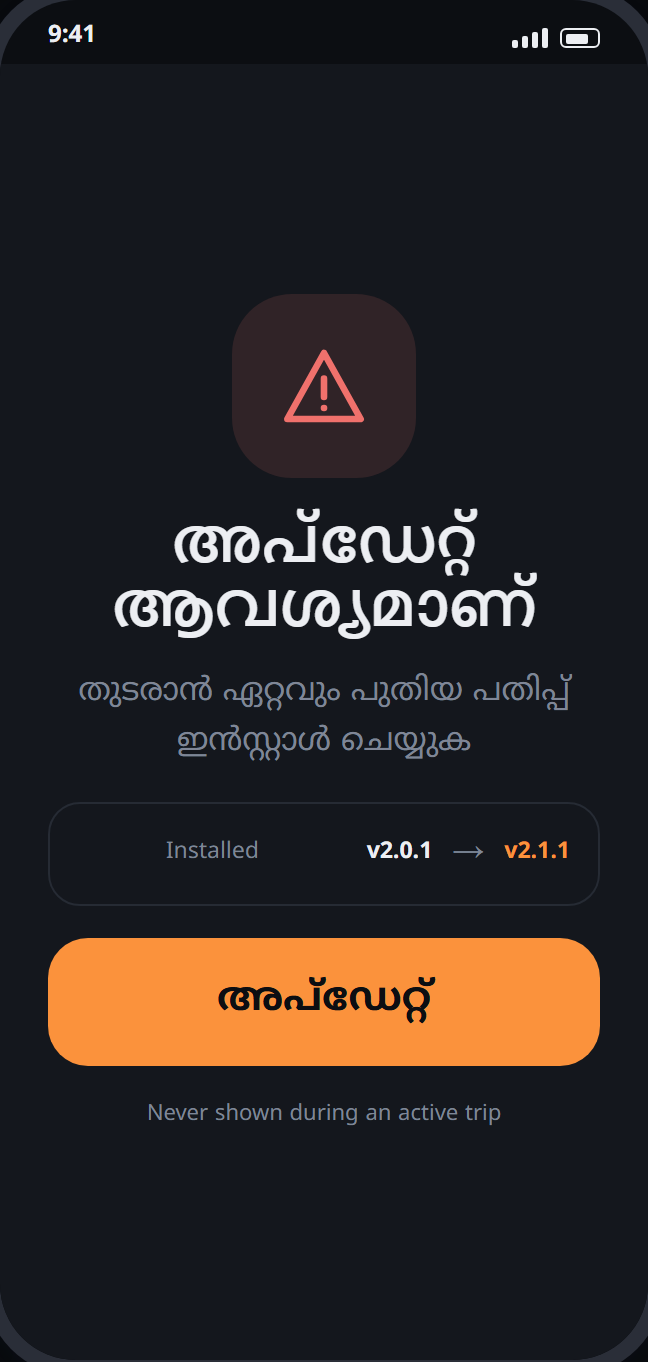 9:41
അപ്ഡേറ്റ്
ആവശ്യമാണ്
തുടരാൻ ഏറ്റവും പുതിയ പതിപ്പ്
ഇൻസ്റ്റാൾ ചെയ്യുക
Installed v2.0.1 → v2.1.1
അപ്ഡേറ്റ്
Never shown during an active trip